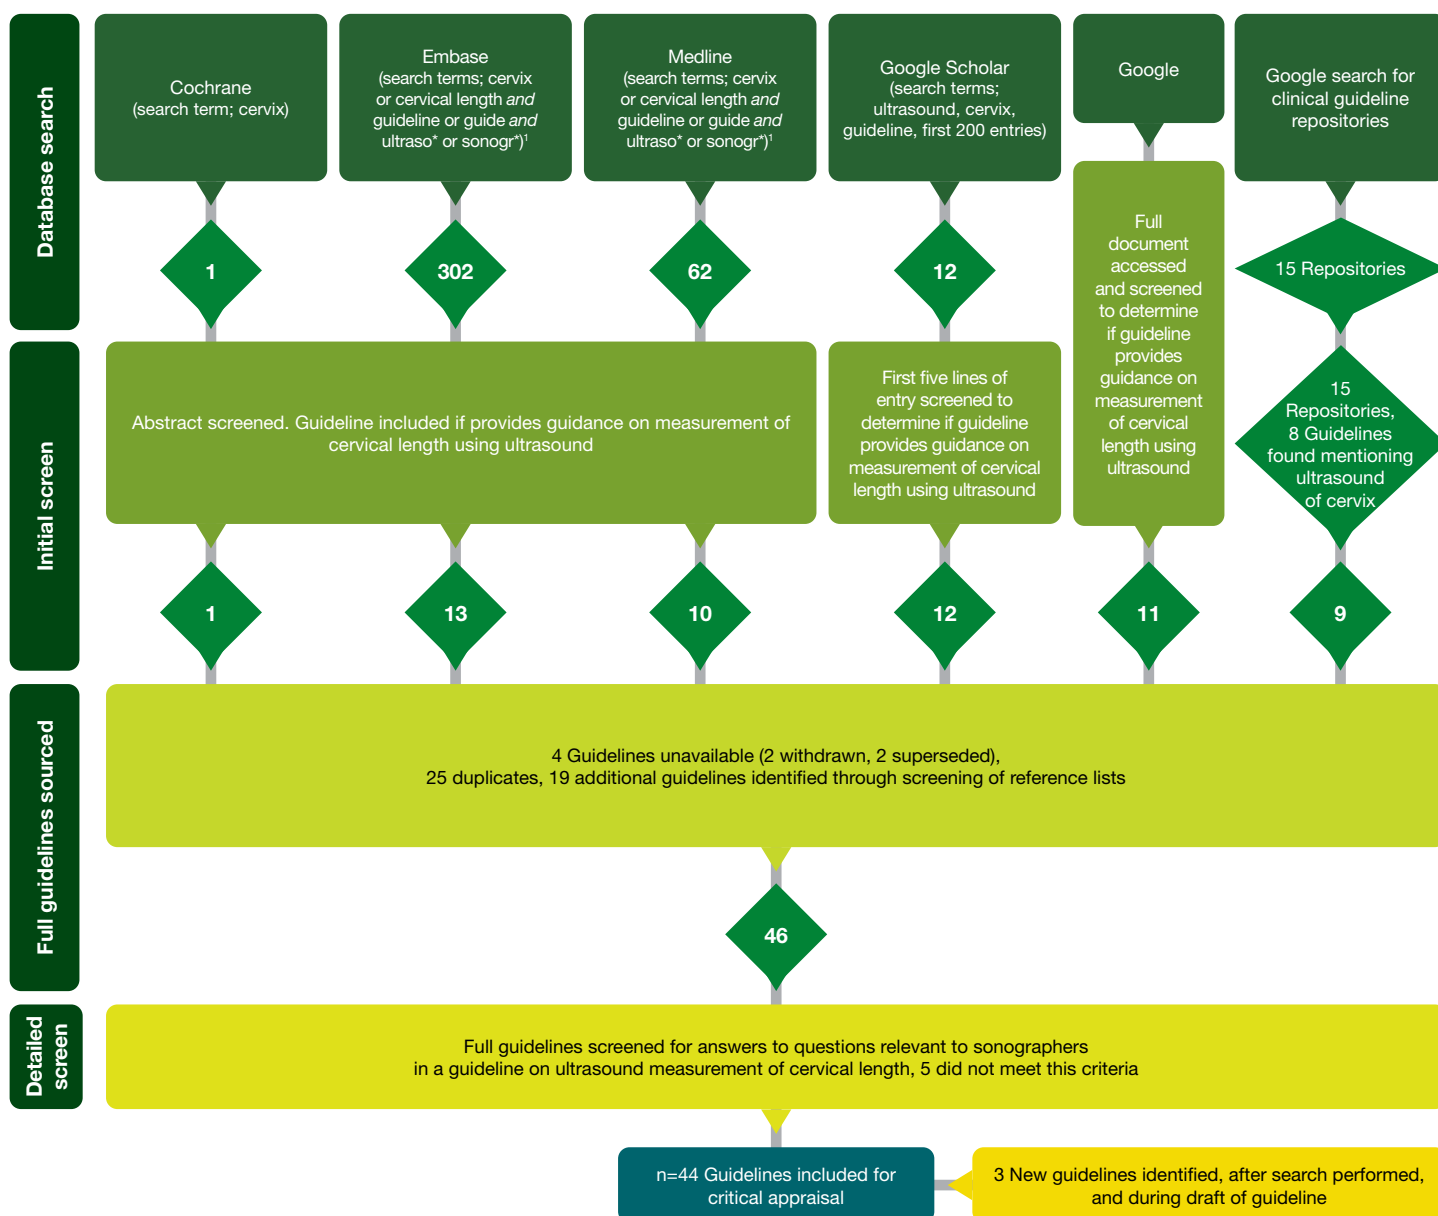 Database search
Cochrane
(search term; cervix)
Embase
(search terms; cervix
or cervical length and
guideline or guide and
ultraso* or sonogr*)¹
Medline
(search terms; cervix
or cervical length and
guideline or guide and
ultraso* or sonogr*)¹
Google Scholar
(search terms;
ultrasound, cervix,
guideline, first 200 entries)
Google
Google search for
clinical guideline
repositories
1
302
62
12
15 Repositories
Initial screen
Abstract screened. Guideline included if provides guidance on measurement of
cervical length using ultrasound
First five lines of
entry screened to
determine if guideline
provides guidance on
measurement of cervical
length using ultrasound
Full
document
accessed
and screened
to determine
if guideline
provides
guidance on
measurement
of cervical
length using
ultrasound
15
Repositories,
8 Guidelines
found mentioning
ultrasound
of cervix
1
13
10
12
11
9
Full guidelines sourced
4 Guidelines unavailable (2 withdrawn, 2 superseded),
25 duplicates, 19 additional guidelines identified through screening of reference lists
46
Detailed
screen
Full guidelines screened for answers to questions relevant to sonographers
in a guideline on ultrasound measurement of cervical length, 5 did not meet this criteria
n=44 Guidelines included for
critical appraisal
3 New guidelines identified, after search performed,
and during draft of guideline